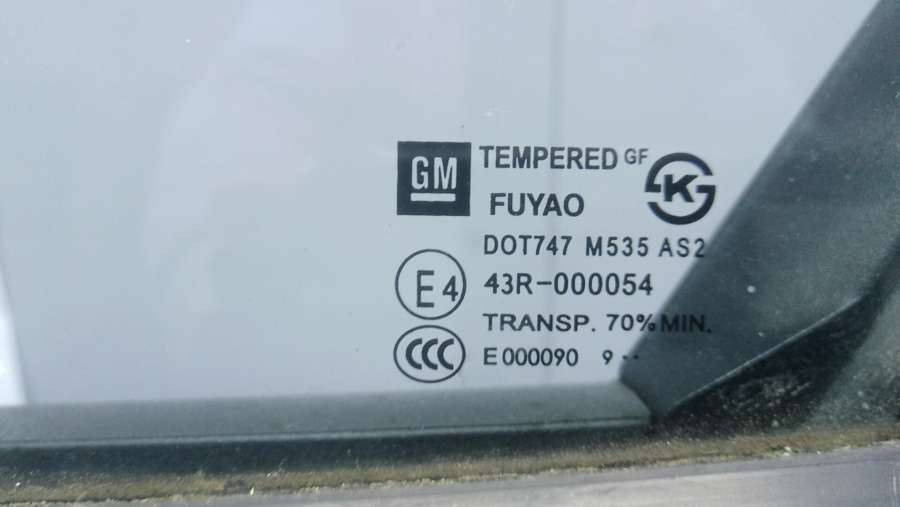 GM TEMPERED GF
FUYAO
DOT747 M535 AS2
E4 43R-000054
TRANSP. 70% MIN.
CCC E000090 9 ··